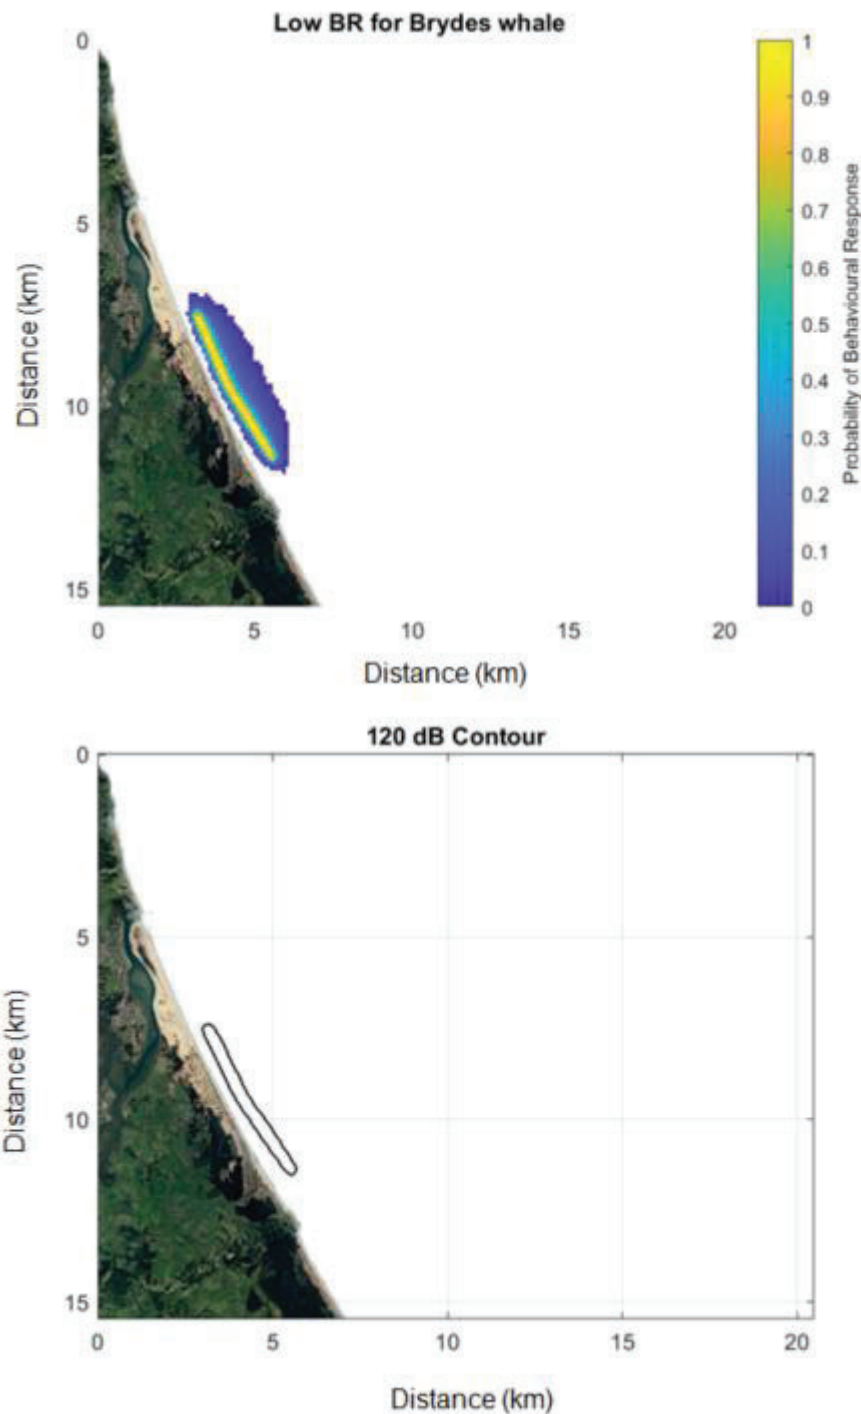 Low BR for Brydes whale
0
5
10
15
Distance (km)
0 5 10 15 20
Distance (km)
1
0.9
0.8
0.7
0.6
0.5
0.4
0.3
0.2
0.1
0
Probability of Behavioural Response
120 dB Contour
0
5
10
15
Distance (km)
0 5 10 15 20
Distance (km)